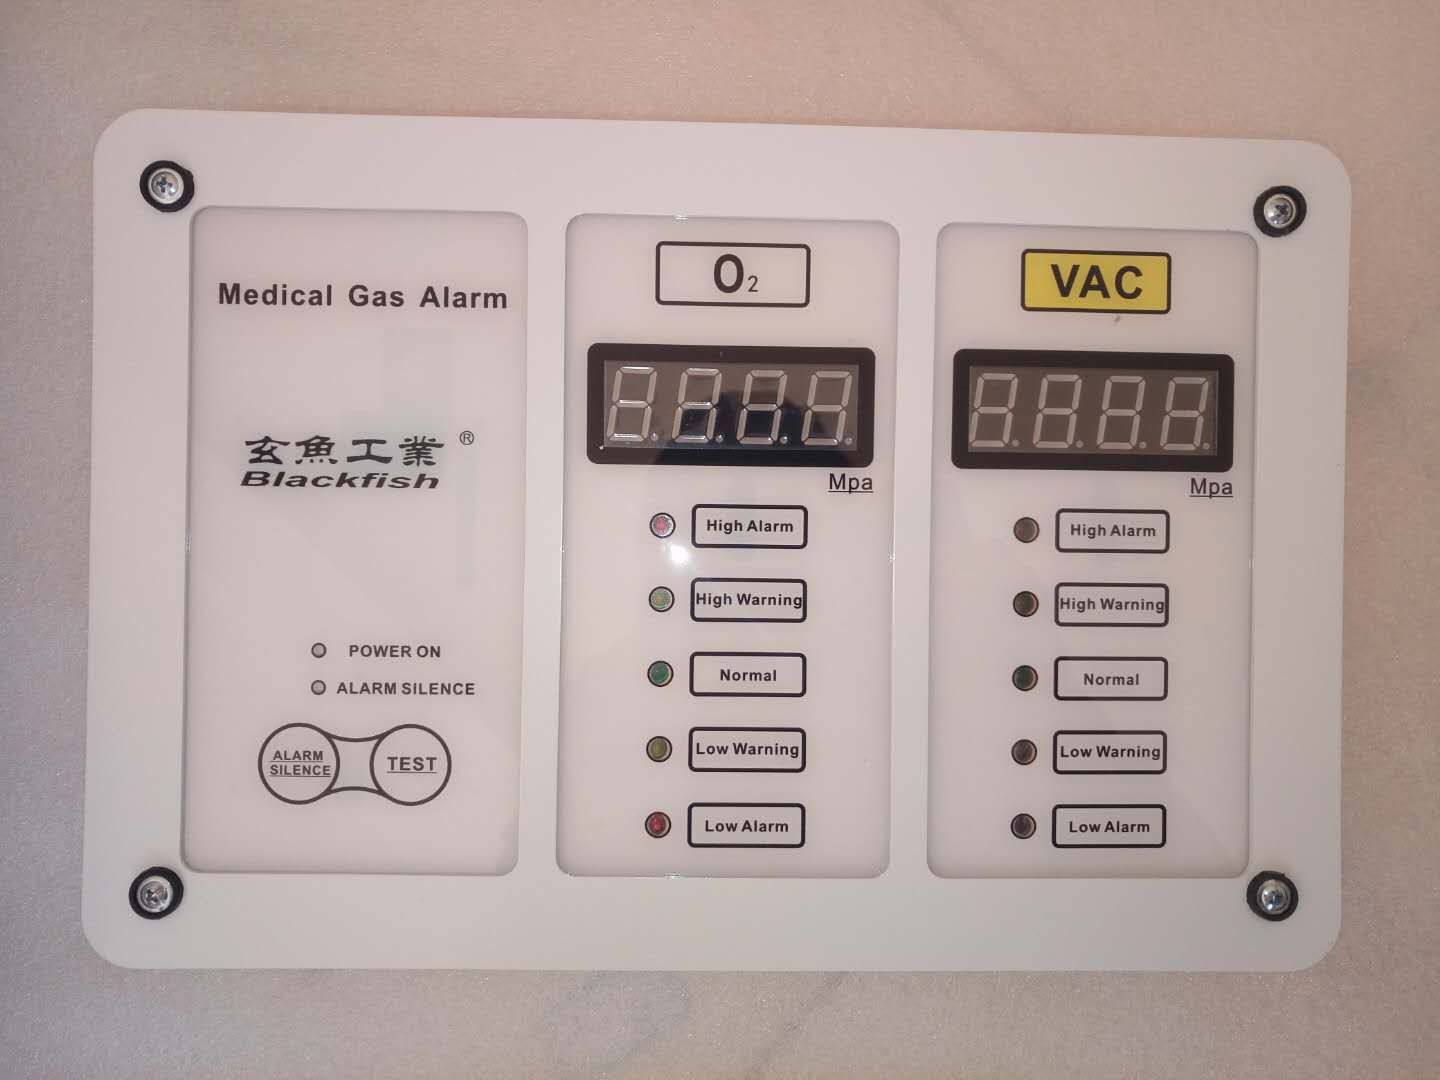 Medical Gas Alarm
玄魚工業®
Blackfish
POWER ON
ALARM SILENCE
ALARM
SILENCE
TEST
O₂
Mpa
High Alarm
High Warning
Normal
Low Warning
Low Alarm
VAC
Mpa
High Alarm
High Warning
Normal
Low Warning
Low Alarm